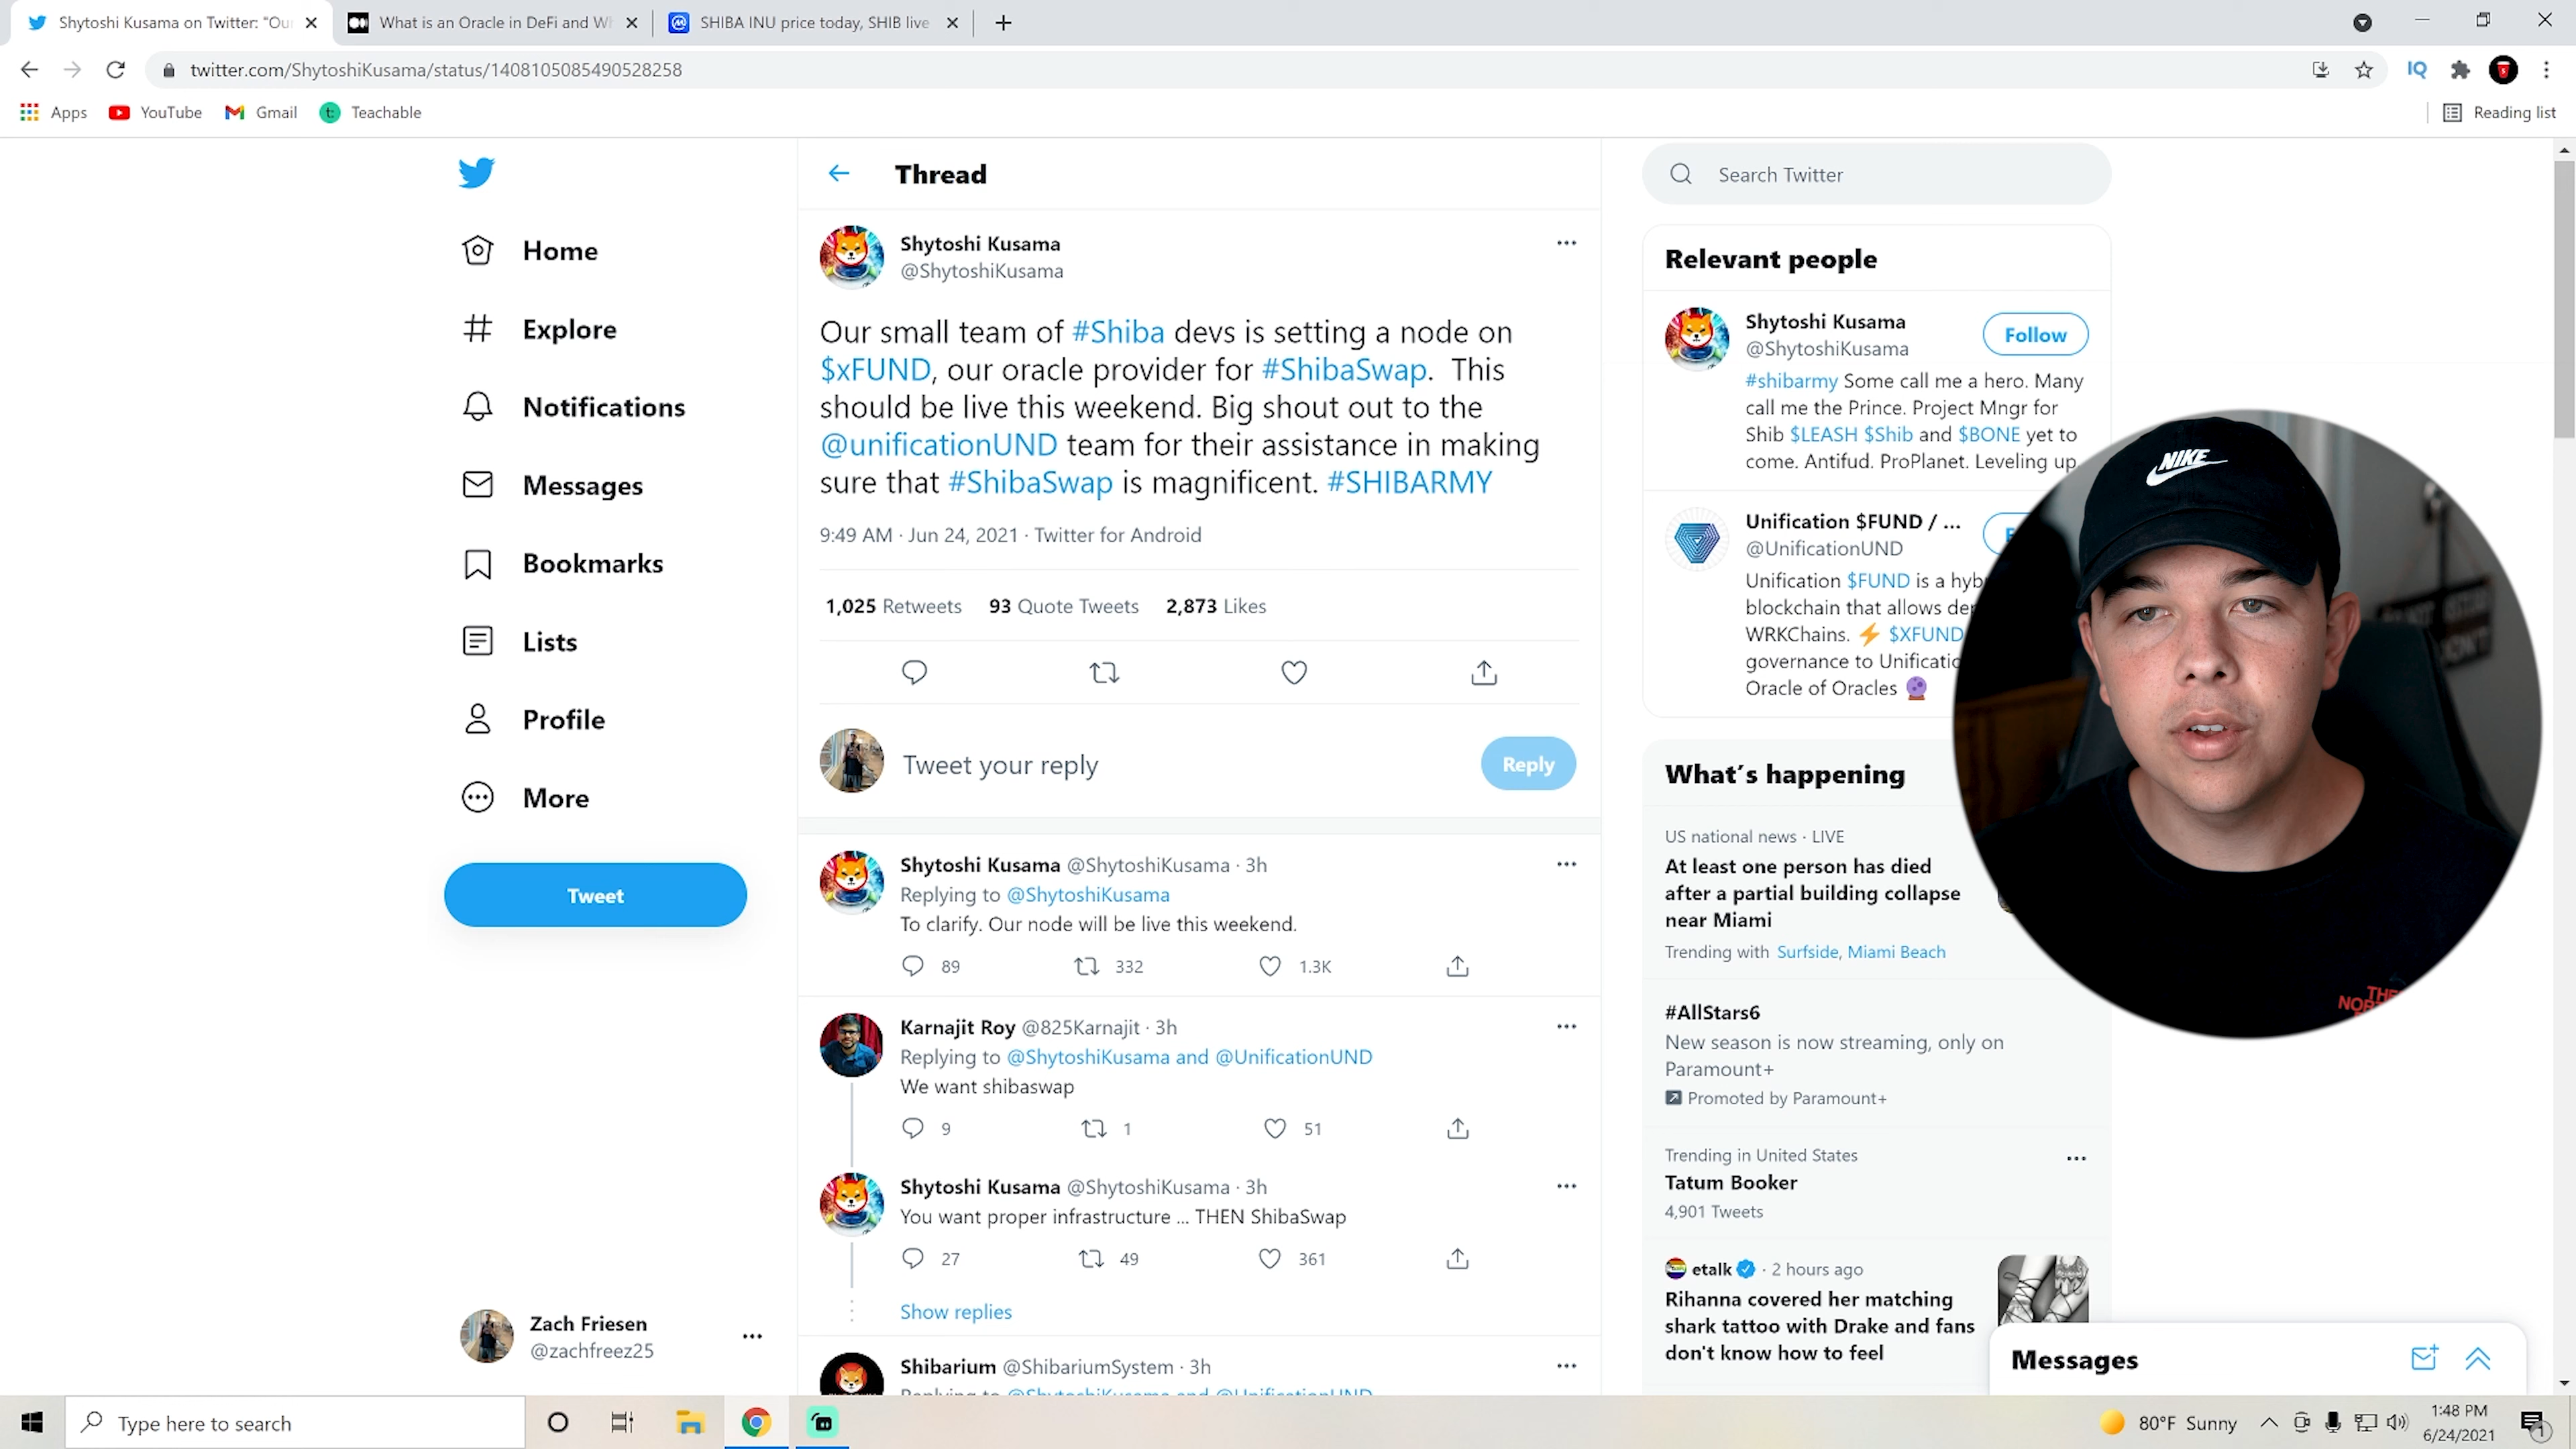 Shytoshi Kusama on Twitter: "Ou
What is an Oracle in DeFi and Wh
SHIBA INU price today, SHIB live
twitter.com/ShytoshiKusama/status/1408105085490528258
IQ
Apps
YouTube
Gmail
Teachable
Reading list
Home
Explore
Notifications
Messages
Bookmarks
Lists
Profile
More
Tweet
Zach Friesen
@zachfreez25
Thread
Shytoshi Kusama
@ShytoshiKusama
Our small team of #Shiba devs is setting a node on
$xFUND, our oracle provider for #ShibaSwap. This
should be live this weekend. Big shout out to the
@unificationUND team for their assistance in making
sure that #ShibaSwap is magnificent. #SHIBARMY
9:49 AM · Jun 24, 2021 · Twitter for Android
1,025 Retweets 93 Quote Tweets 2,873 Likes
Tweet your reply
Reply
Shytoshi Kusama @ShytoshiKusama · 3h
Replying to @ShytoshiKusama
To clarify. Our node will be live this weekend.
89 332 1.3K
Karnajit Roy @825Karnajit · 3h
Replying to @ShytoshiKusama and @UnificationUND
We want shibaswap
9 1 51
Shytoshi Kusama @ShytoshiKusama · 3h
You want proper infrastructure ... THEN ShibaSwap
27 49 361
Show replies
Shibarium @ShibariumSystem · 3h
Replying to @ShytoshiKusama and @UnificationUND
Search Twitter
Relevant people
Shytoshi Kusama
@ShytoshiKusama
Follow
#shibarmy Some call me a hero. Many
call me the Prince. Project Mngr for
Shib $LEASH $Shib and $BONE yet to
come. Antifud. ProPlanet. Leveling up
Unification $FUND / ...
@UnificationUND
Unification $FUND is a hyb
blockchain that allows der
WRKChains. ⚡ $XFUND
governance to Unificatio
Oracle of Oracles 🔮
NIKE
THE
NORTH
What's happening
US national news · LIVE
At least one person has died
after a partial building collapse
near Miami
Trending with Surfside, Miami Beach
#AllStars6
New season is now streaming, only on
Paramount+
Promoted by Paramount+
Trending in United States
Tatum Booker
4,901 Tweets
etalk · 2 hours ago
Rihanna covered her matching
shark tattoo with Drake and fans
don't know how to feel
Messages
Type here to search
80°F Sunny
1:48 PM
6/24/2021
1